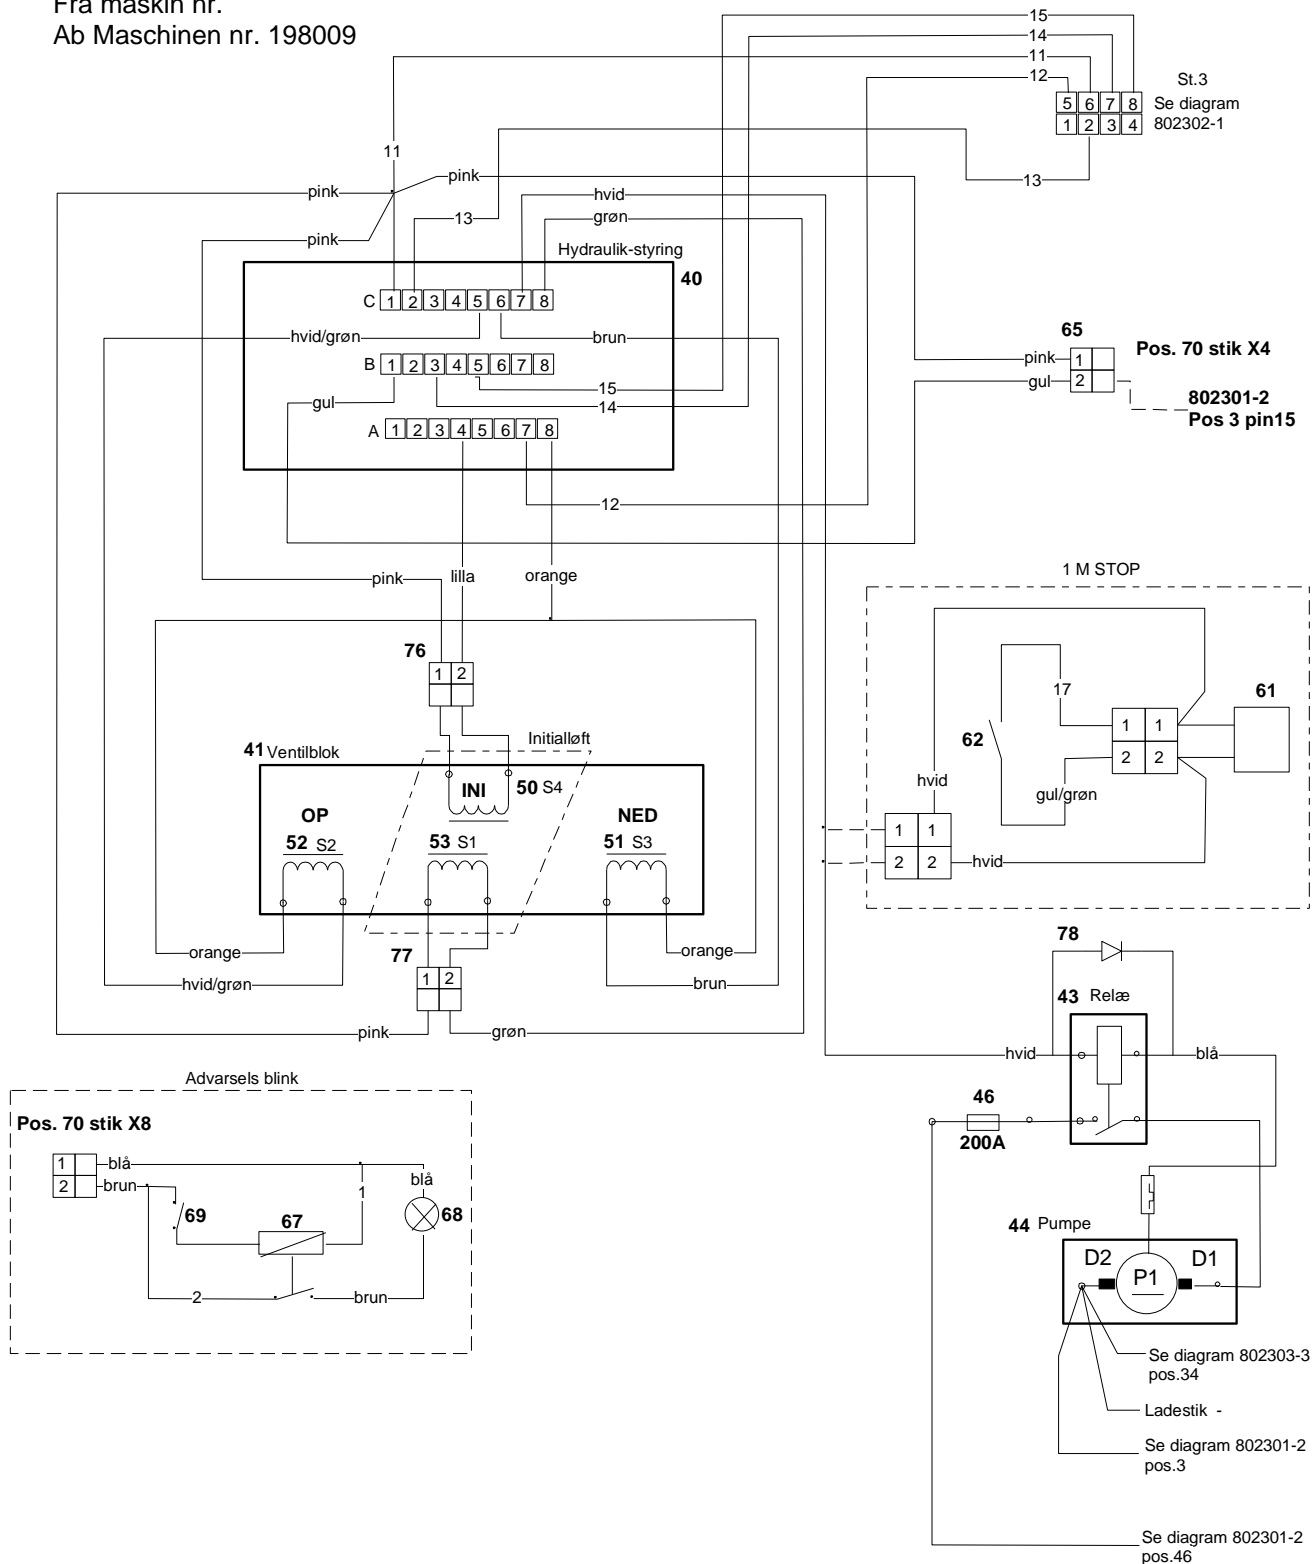 Fra maskin nr.
Ab Maschinen nr. 198009
15
14
11
12
St.3
5 6 7 8
Se diagram
1 2 3 4
802302-1
11
13
pink
pink
hvid
13
grøn
pink
Hydraulik-styring
40
C 1 2 3 4 5 6 7 8
hvid/grøn
brun
B 1 2 3 4 5 6 7 8
15
14
gul
A 1 2 3 4 5 6 7 8
12
65
Pos. 70 stik X4
pink 1
gul 2
802301-2
Pos 3 pin15
pink
lilla
orange
76
1 2
41 Ventilblok
Initialløft
INI
50 S4
OP
NED
52 S2
53 S1
51 S3
orange
77
orange
hvid/grøn
1 2
brun
pink
grøn
1 M STOP
17
61
62
1 1
2 2
hvid
gul/grøn
1 1
2 2
hvid
78
43 Relæ
hvid
blå
46
200A
44 Pumpe
D2
D1
P1
Se diagram 802303-3
pos.34
Ladestik -
Se diagram 802301-2
pos.3
Se diagram 802301-2
pos.46
Advarsels blink
Pos. 70 stik X8
1 blå
2 brun
1
blå
69
67
68
2
brun